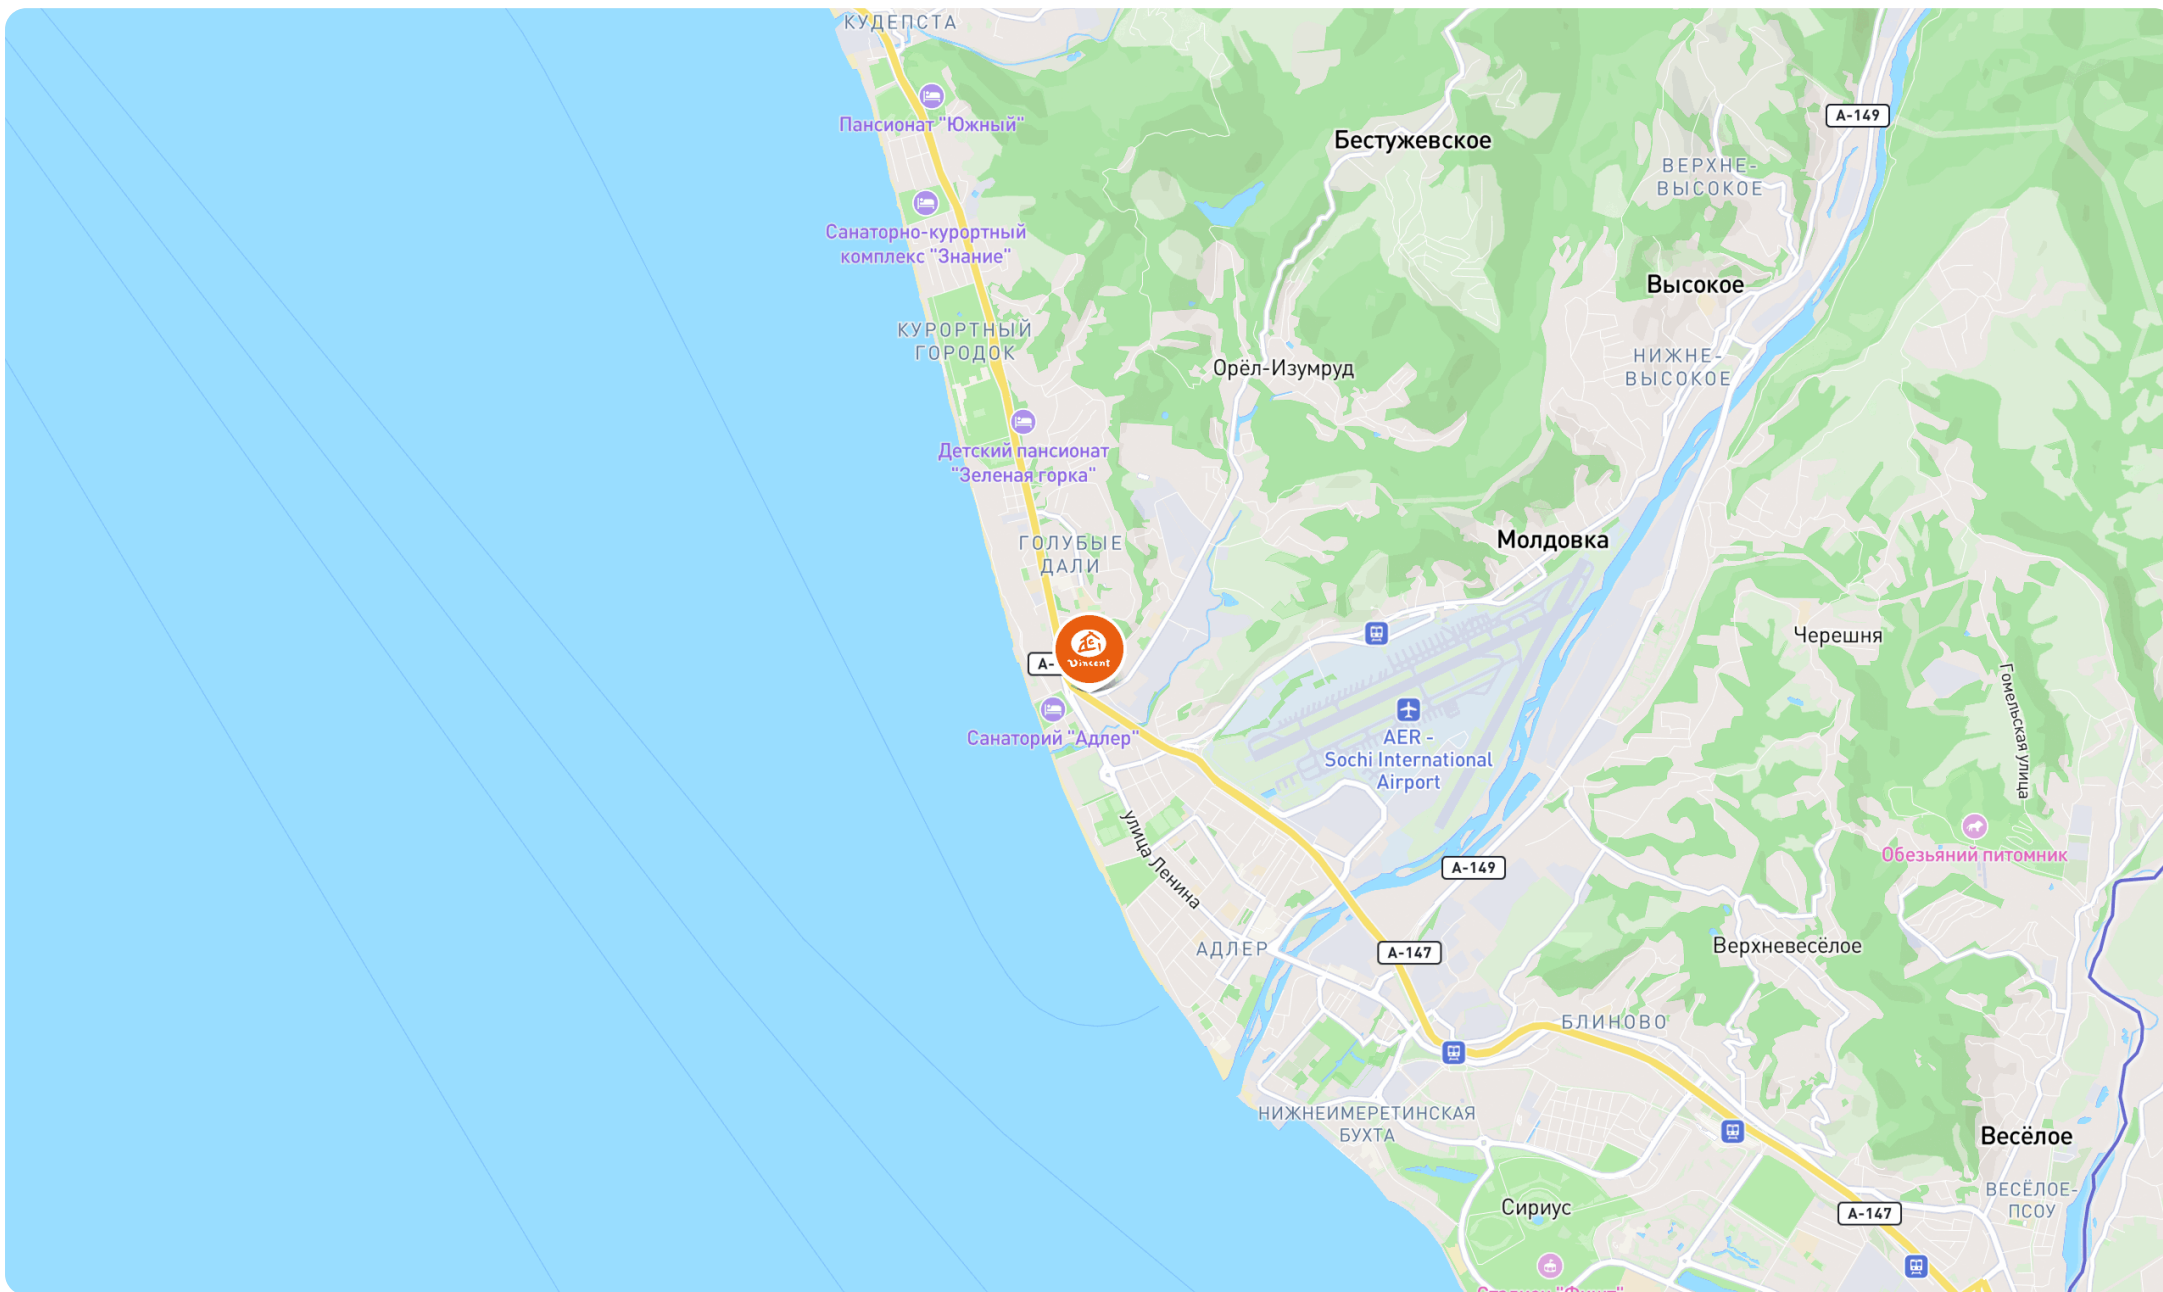 КУДЕПСТА
Пансионат "Южный"
А-149
Бестужевское
ВЕРХНЕ-
ВЫСОКОЕ
Санаторно-курортный
комплекс "Знание"
Высокое
КУРОРТНЫЙ
ГОРОДОК
НИЖНЕ-
ВЫСОКОЕ
Орёл-Изумруд
Детский пансионат
"Зеленая горка"
Молдовка
ГОЛУБЫЕ
ДАЛИ
Черешня
Vincent
А-
Гомельская улица
Санаторий "Адлер"
AER -
Sochi International
Airport
улица Ленина
Обезьяний питомник
А-149
АДЛЕР
А-147
Верхневесёлое
БЛИНОВО
НИЖНЕИМЕРЕТИНСКАЯ
БУХТА
Весёлое
ВЕСЁЛОЕ-
ПСОУ
Сириус
А-147
Стадион "Фишт"